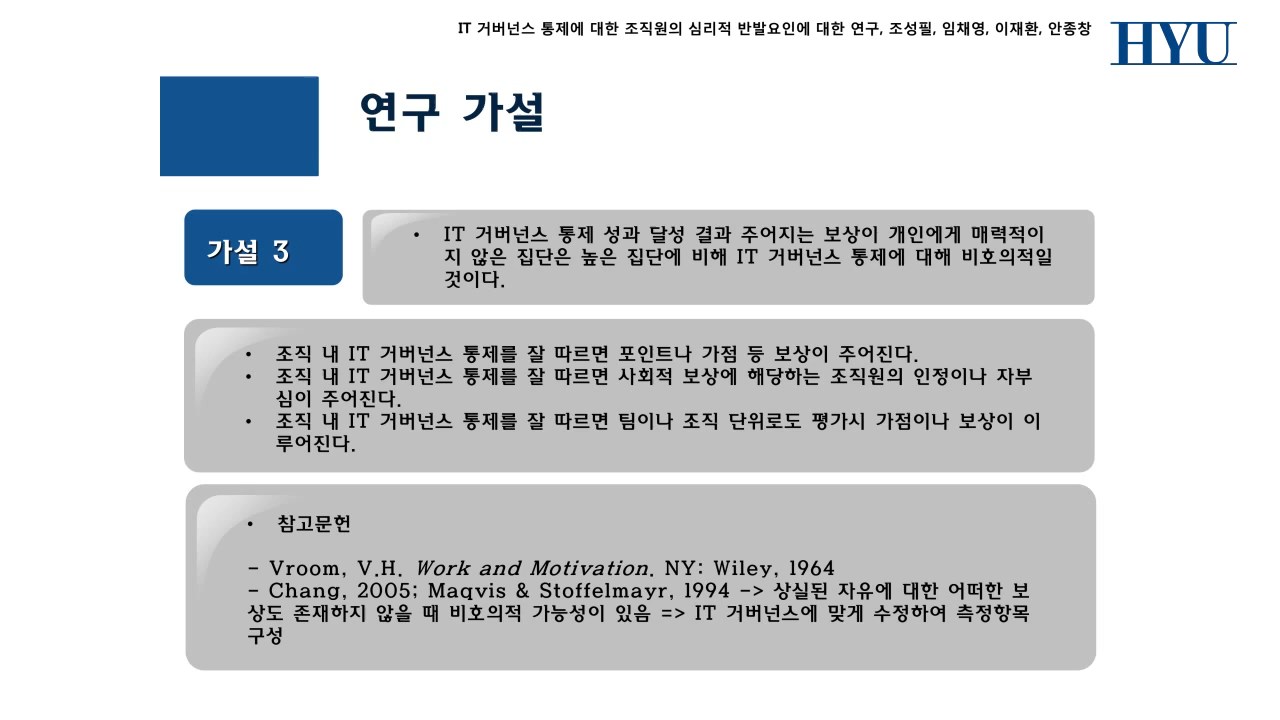 IT 거버넌스 통제에 대한 조직원의 심리적 반발요인에 대한 연구, 조성필, 임채영, 이재환, 안종창
HYU
연구 가설
가설 3
• IT 거버넌스 통제 성과 달성 결과 주어지는 보상이 개인에게 매력적이
지 않은 집단은 높은 집단에 비해 IT 거버넌스 통제에 대해 비호의적일
것이다.
• 조직 내 IT 거버넌스 통제를 잘 따르면 포인트나 가점 등 보상이 주어진다.
• 조직 내 IT 거버넌스 통제를 잘 따르면 사회적 보상에 해당하는 조직원의 인정이나 자부
심이 주어진다.
• 조직 내 IT 거버넌스 통제를 잘 따르면 팀이나 조직 단위로도 평가시 가점이나 보상이 이
루어진다.
• 참고문헌
- Vroom, V.H. Work and Motivation. NY: Wiley, 1964
- Chang, 2005; Maqvis & Stoffelmayr, 1994 -> 상실된 자유에 대한 어떠한 보
상도 존재하지 않을 때 비호의적 가능성이 있음 => IT 거버넌스에 맞게 수정하여 측정항목
구성